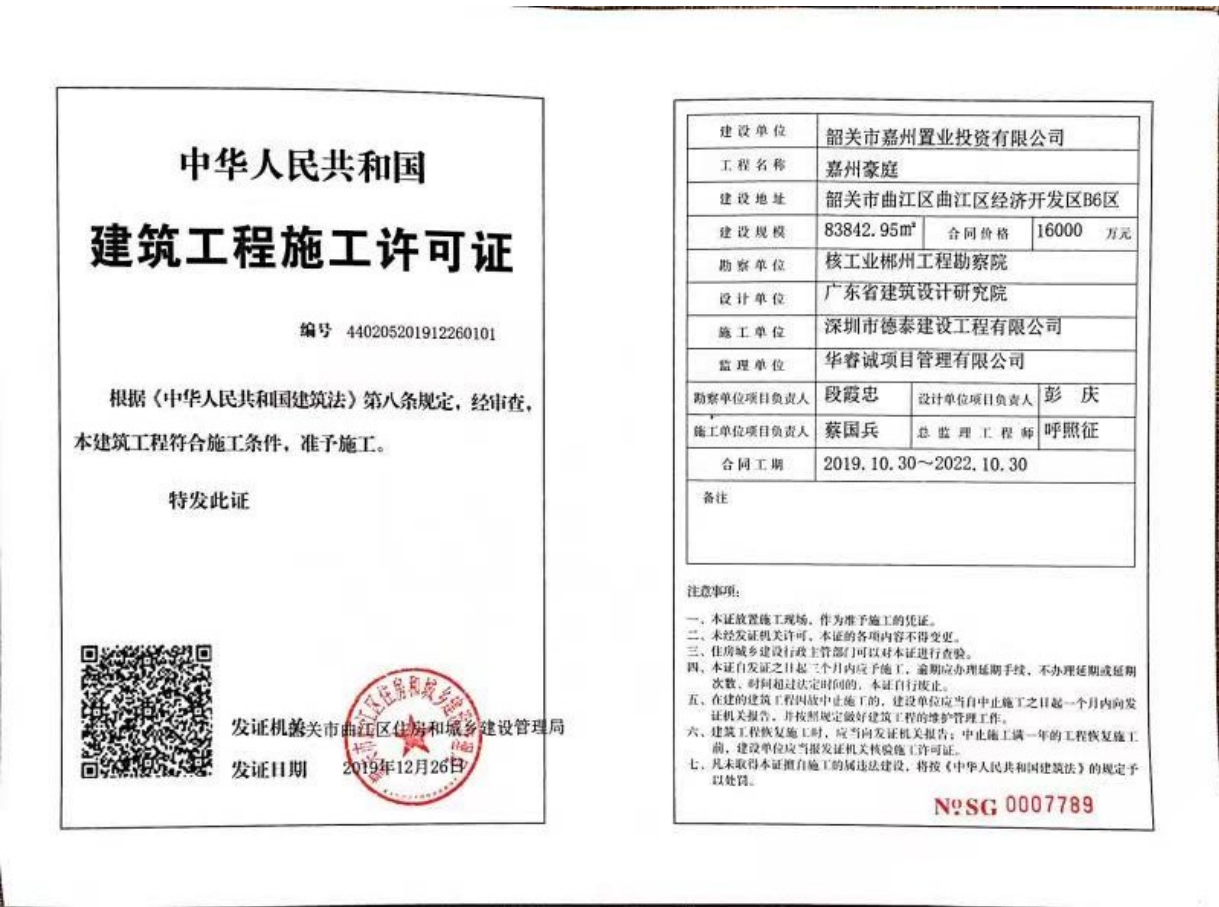 中华人民共和国
建筑工程施工许可证
编号 440205201912260101
根据《中华人民共和国建筑法》第八条规定，经审查，
本建筑工程符合施工条件，准予施工。
特发此证
发证机关 韶关市曲江区住房和城乡建设管理局
发证日期 2019年12月26日
建设单位 韶关市嘉州置业投资有限公司
工程名称 嘉州豪庭
建设地址 韶关市曲江区曲江区经济开发区B6区
建设规模 83842.95m² 合同价格 16000 万元
勘察单位 核工业郴州工程勘察院
设计单位 广东省建筑设计研究院
施工单位 深圳市德泰建设工程有限公司
监理单位 华睿诚项目管理有限公司
勘察单位项目负责人 段霞忠 设计单位项目负责人 彭 庆
施工单位项目负责人 蔡国兵 总监理工程师 呼照征
合同工期 2019.10.30～2022.10.30
备注
注意事项：
一、本证放置施工现场，作为准予施工的凭证。
二、未经发证机关许可，本证的各项内容不得变更。
三、住房城乡建设行政主管部门可以对本证进行查验。
四、本证自发证之日起三个月内应予施工，逾期应办理延期手续，不办理延期或延期
次数、时间超过法定时间的，本证自行废止。
五、在建的建筑工程因故中止施工的，建设单位应当自中止施工之日起一个月内向发
证机关报告，并按照规定做好建筑工程的维护管理工作。
六、建筑工程恢复施工时，应当向发证机关报告；中止施工满一年的工程恢复施工
前，建设单位应当报发证机关核验施工许可证。
七、凡未取得本证擅自施工的属违法建设，将按《中华人民共和国建筑法》的规定予
以处罚。
№SG 0007789